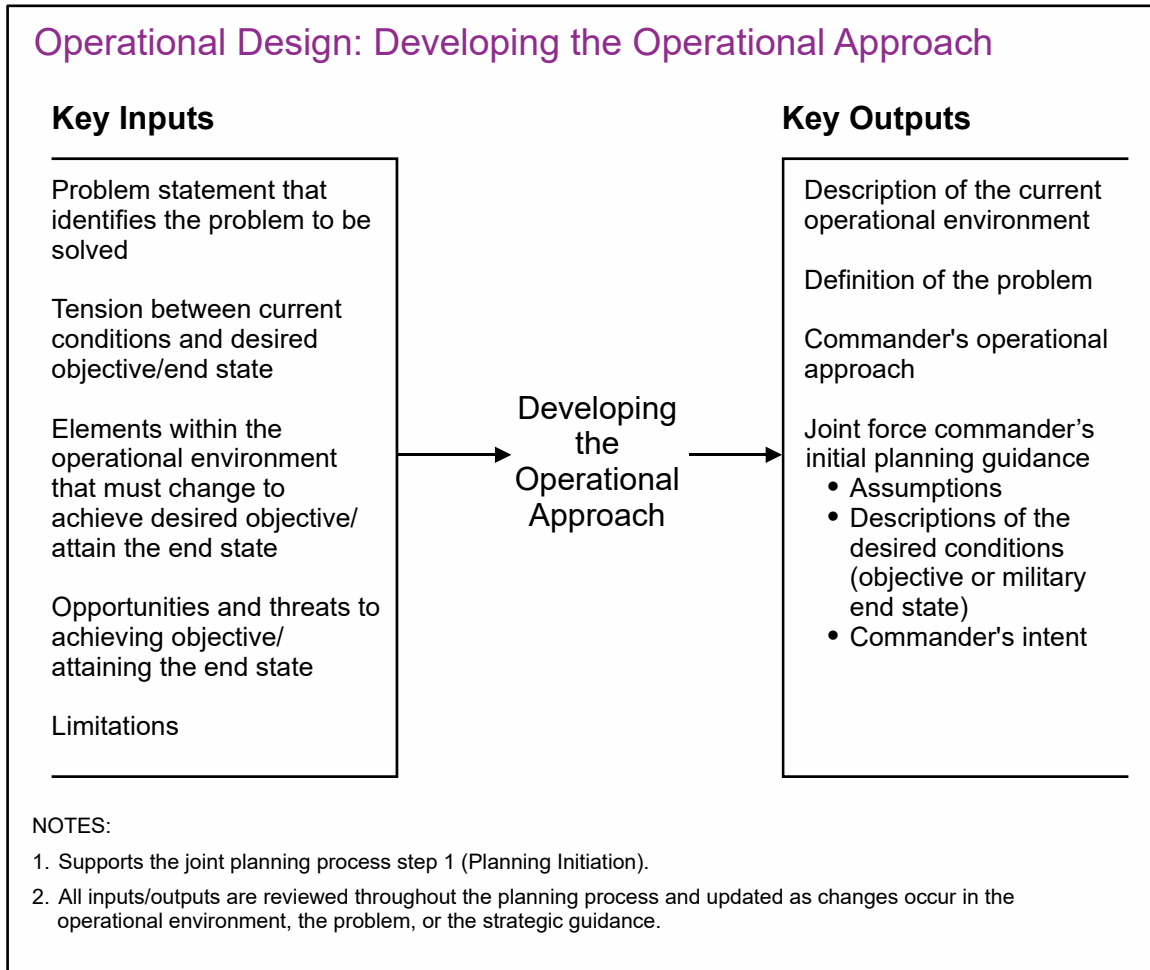 Operational Design: Developing the Operational Approach
Key Inputs
Problem statement that
identifies the problem to be
solved
Tension between current
conditions and desired
objective/end state
Elements within the
operational environment
that must change to
achieve desired objective/
attain the end state
Opportunities and threats to
achieving objective/
attaining the end state
Limitations
Developing
the
Operational
Approach
Key Outputs
Description of the current
operational environment
Definition of the problem
Commander's operational
approach
Joint force commander’s
initial planning guidance
• Assumptions
• Descriptions of the
desired conditions
(objective or military
end state)
• Commander's intent
NOTES:
1. Supports the joint planning process step 1 (Planning Initiation).
2. All inputs/outputs are reviewed throughout the planning process and updated as changes occur in the
operational environment, the problem, or the strategic guidance.